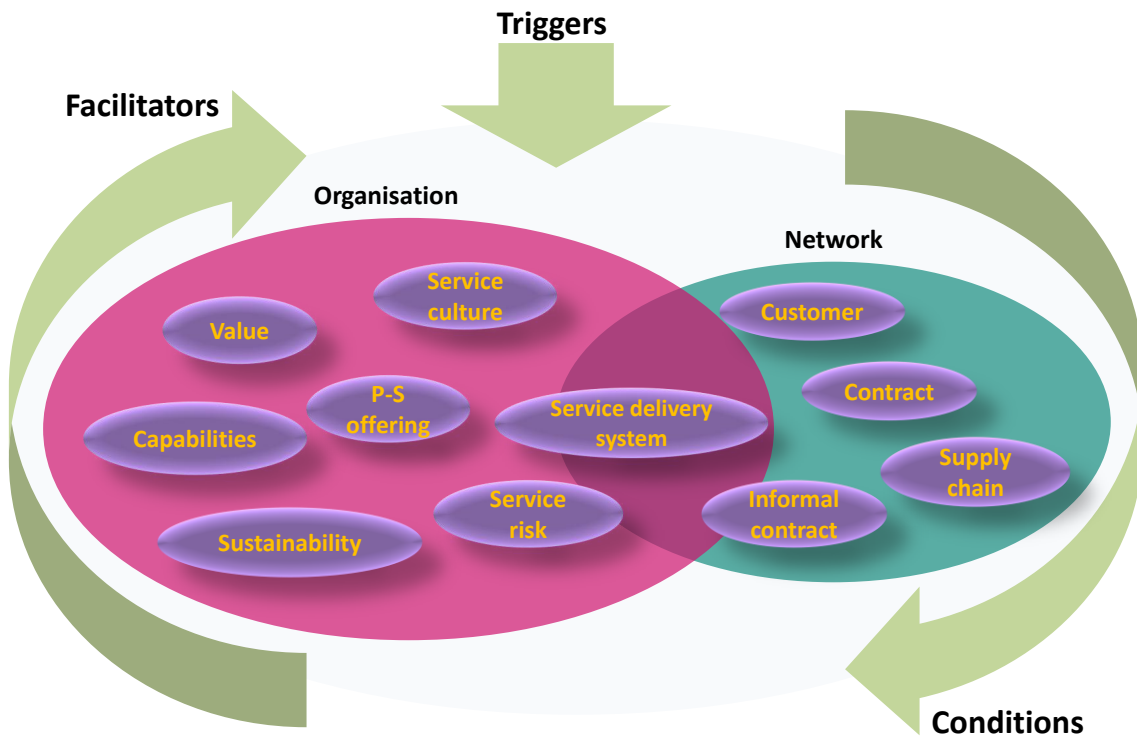 Triggers
Facilitators
Organisation
Network
Service
culture
Customer
Value
P-S
offering
Contract
Capabilities
Service delivery
system
Supply
chain
Service
risk
Informal
contract
Sustainability
Conditions